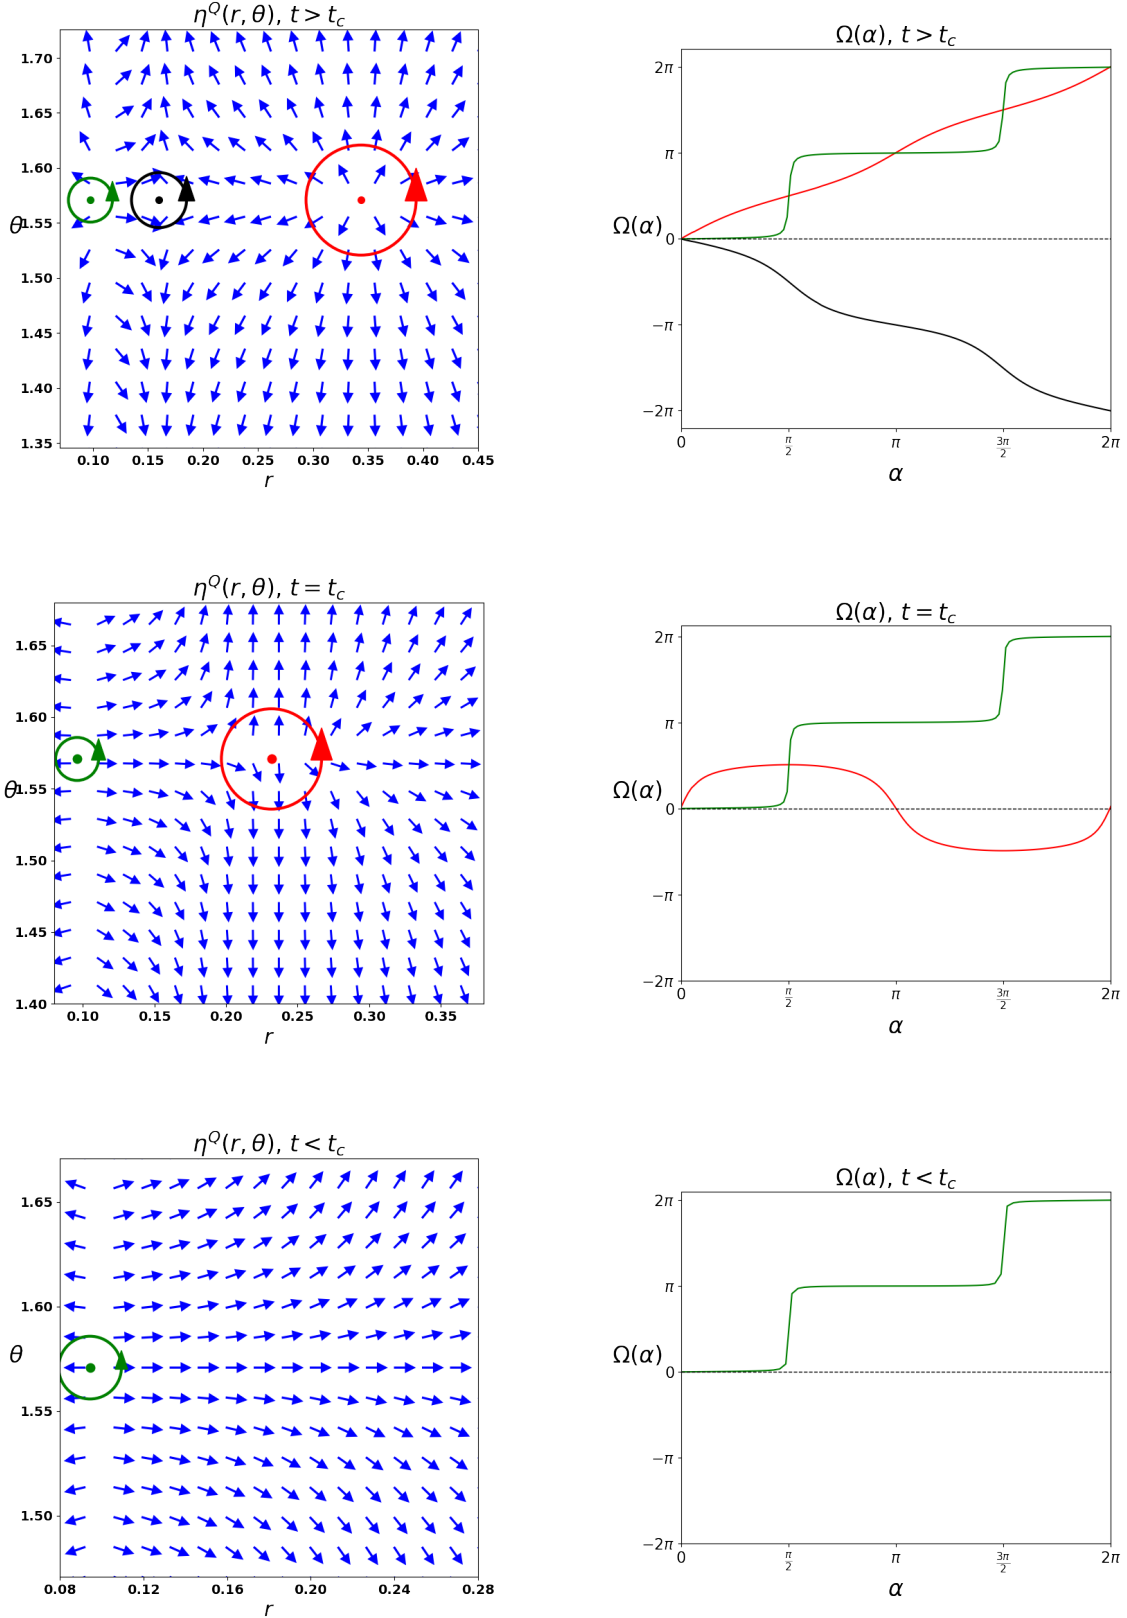 η^Q(r, θ), t > t_c
1.70
1.65
1.60
1.55
1.50
1.45
1.40
1.35
θ
0.10 0.15 0.20 0.25 0.30 0.35 0.40 0.45
r
Ω(α), t > t_c
2π
π
0
−π
−2π
Ω(α)
0 π/2 π 3π/2 2π
α
η^Q(r, θ), t = t_c
1.65
1.60
1.55
1.50
1.45
1.40
θ
0.10 0.15 0.20 0.25 0.30 0.35
r
Ω(α), t = t_c
2π
π
0
−π
−2π
Ω(α)
0 π/2 π 3π/2 2π
α
η^Q(r, θ), t < t_c
1.65
1.60
1.55
1.50
θ
0.08 0.12 0.16 0.20 0.24 0.28
r
Ω(α), t < t_c
2π
π
0
−π
−2π
Ω(α)
0 π/2 π 3π/2 2π
α